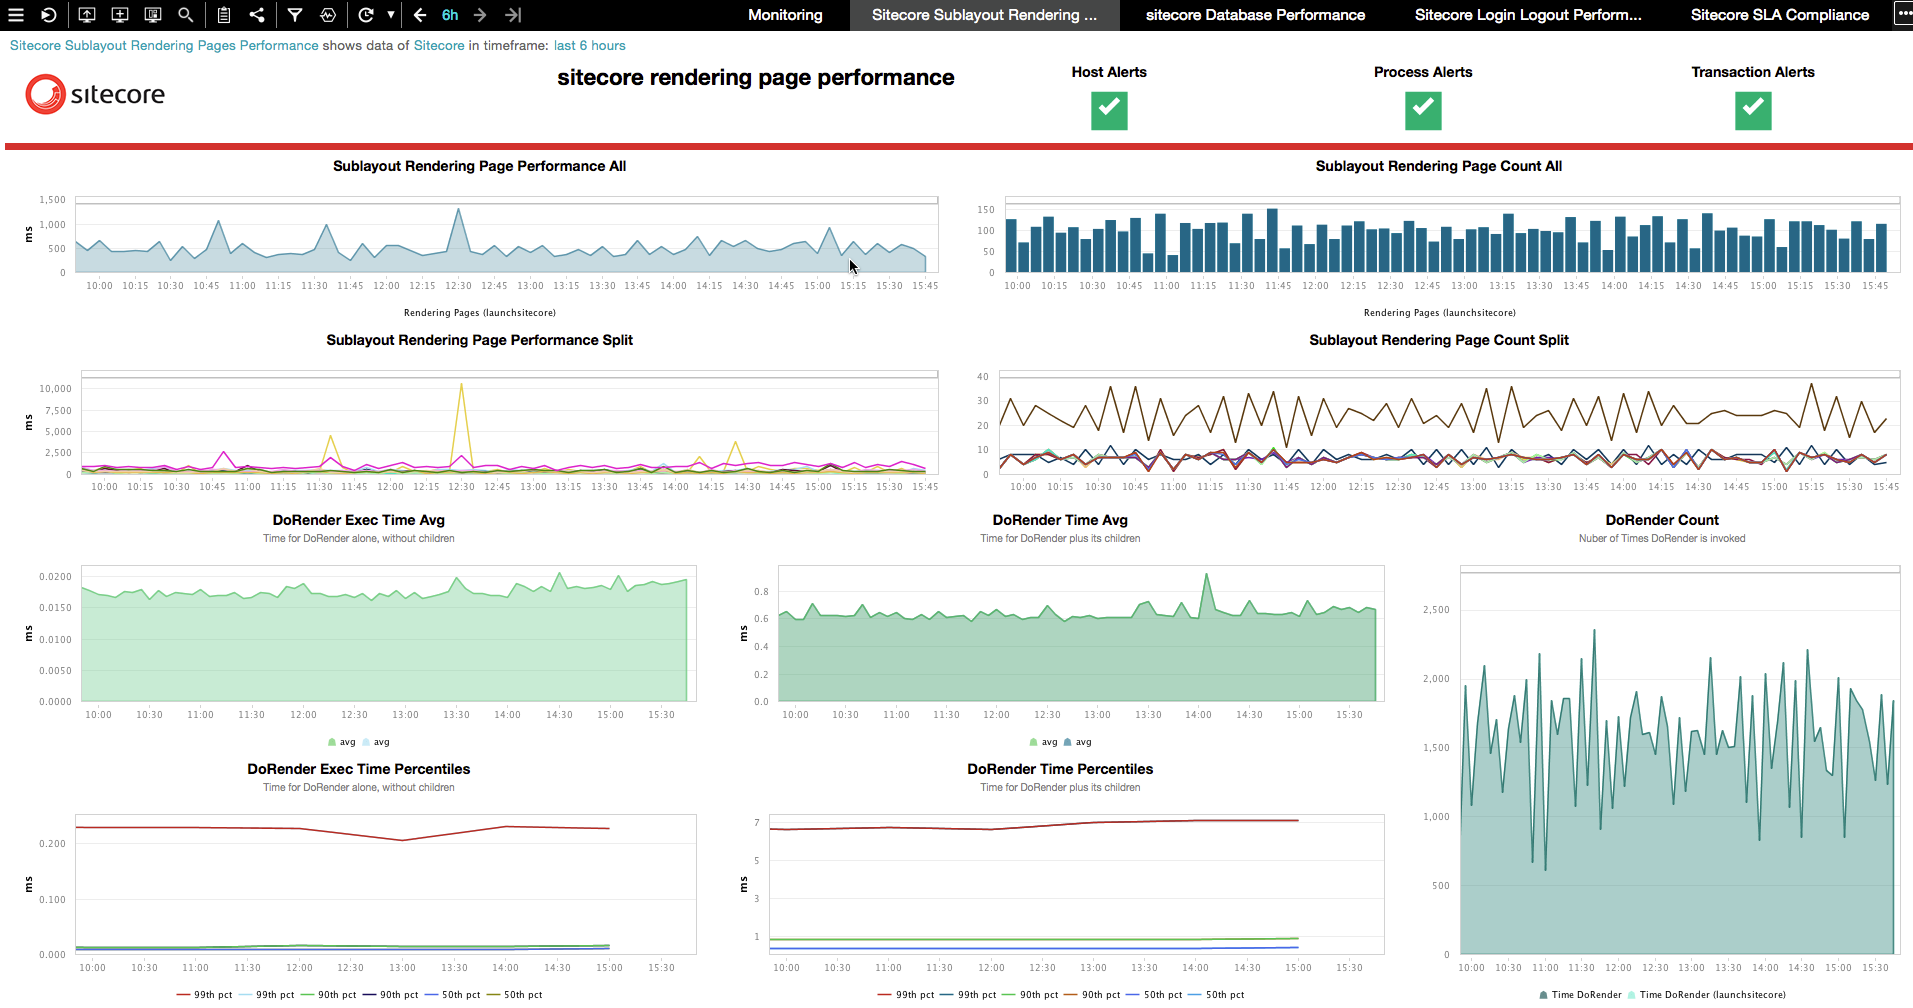 6h
Monitoring
Sitecore Sublayout Rendering ...
sitecore Database Performance
Sitecore Login Logout Perform...
Sitecore SLA Compliance
Sitecore Sublayout Rendering Pages Performance shows data of Sitecore in timeframe: last 6 hours
sitecore
sitecore rendering page performance
Host Alerts
Process Alerts
Transaction Alerts
Sublayout Rendering Page Performance All
ms
1,500
1,000
500
0
10:00 10:15 10:30 10:45 11:00 11:15 11:30 11:45 12:00 12:15 12:30 12:45 13:00 13:15 13:30 13:45 14:00 14:15 14:30 14:45 15:00 15:15 15:30 15:45
Rendering Pages (launchsitecore)
Sublayout Rendering Page Count All
150
100
50
0
10:00 10:15 10:30 10:45 11:00 11:15 11:30 11:45 12:00 12:15 12:30 12:45 13:00 13:15 13:30 13:45 14:00 14:15 14:30 14:45 15:00 15:15 15:30 15:45
Rendering Pages (launchsitecore)
Sublayout Rendering Page Performance Split
ms
10,000
7,500
5,000
2,500
0
10:00 10:15 10:30 10:45 11:00 11:15 11:30 11:45 12:00 12:15 12:30 12:45 13:00 13:15 13:30 13:45 14:00 14:15 14:30 14:45 15:00 15:15 15:30 15:45
Sublayout Rendering Page Count Split
40
30
20
10
0
10:00 10:15 10:30 10:45 11:00 11:15 11:30 11:45 12:00 12:15 12:30 12:45 13:00 13:15 13:30 13:45 14:00 14:15 14:30 14:45 15:00 15:15 15:30 15:45
DoRender Exec Time Avg
Time for DoRender alone, without children
ms
0.0200
0.0150
0.0100
0.0050
0.0000
10:00 10:30 11:00 11:30 12:00 12:30 13:00 13:30 14:00 14:30 15:00 15:30
avg avg
DoRender Time Avg
Time for DoRender plus its children
ms
0.8
0.6
0.4
0.2
0.0
10:00 10:30 11:00 11:30 12:00 12:30 13:00 13:30 14:00 14:30 15:00 15:30
avg avg
DoRender Count
Nuber of Times DoRender is invoked
2,500
2,000
1,500
1,000
500
0
10:00 10:30 11:00 11:30 12:00 12:30 13:00 13:30 14:00 14:30 15:00 15:30
Time DoRender Time DoRender (launchsitecore)
DoRender Exec Time Percentiles
Time for DoRender alone, without children
ms
0.200
0.100
0.000
10:00 10:30 11:00 11:30 12:00 12:30 13:00 13:30 14:00 14:30 15:00 15:30
99th pct 99th pct 90th pct 90th pct 50th pct 50th pct
DoRender Time Percentiles
Time for DoRender plus its children
ms
7
5
3
1
10:00 10:30 11:00 11:30 12:00 12:30 13:00 13:30 14:00 14:30 15:00 15:30
99th pct 99th pct 90th pct 90th pct 50th pct 50th pct